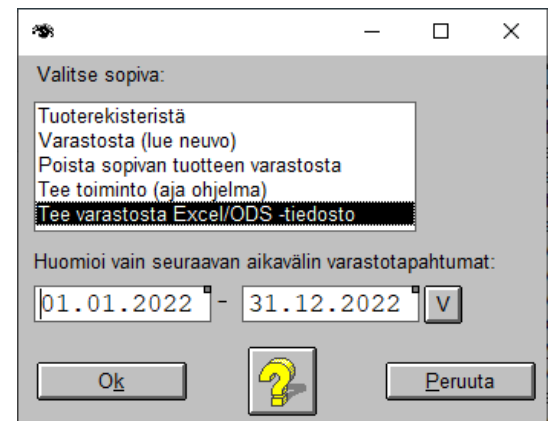 Valitse sopiva:
Tuoterekisteristä
Varastosta (lue neuvo)
Poista sopivan tuotteen varastosta
Tee toiminto (aja ohjelma)
Tee varastosta Excel/ODS -tiedosto
Huomioi vain seuraavan aikavälin varastotapahtumat:
01.01.2022 - 31.12.2022 V
Ok ? Peruuta